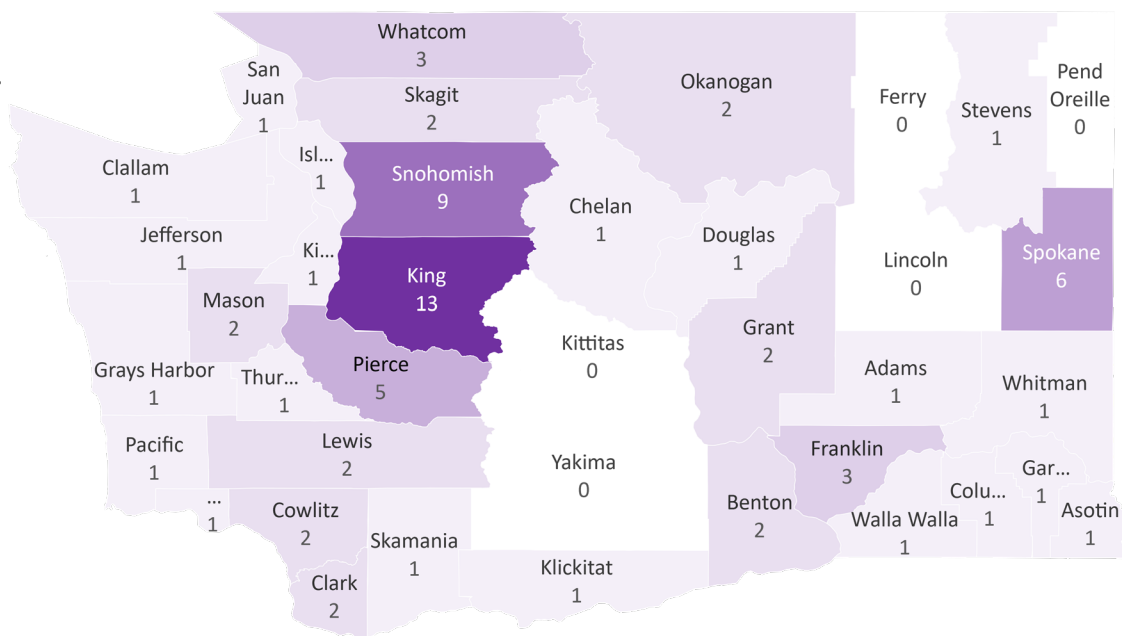 Whatcom
3
San
Juan
1
Skagit
2
Okanogan
2
Ferry
0
Stevens
1
Pend
Oreille
0
Clallam
1
Isl...
1
Snohomish
9
Chelan
1
Jefferson
1
Ki...
1
King
13
Douglas
1
Lincoln
0
Spokane
6
Mason
2
Grant
2
Kittitas
0
Grays Harbor
1
Thur...
1
Pierce
5
Adams
1
Whitman
1
Pacific
1
Lewis
2
Yakima
0
Franklin
3
Gar...
1
...
1
Cowlitz
2
Skamania
1
Benton
2
Walla Walla
1
Colu...
1
Asotin
1
Clark
2
Klickitat
1